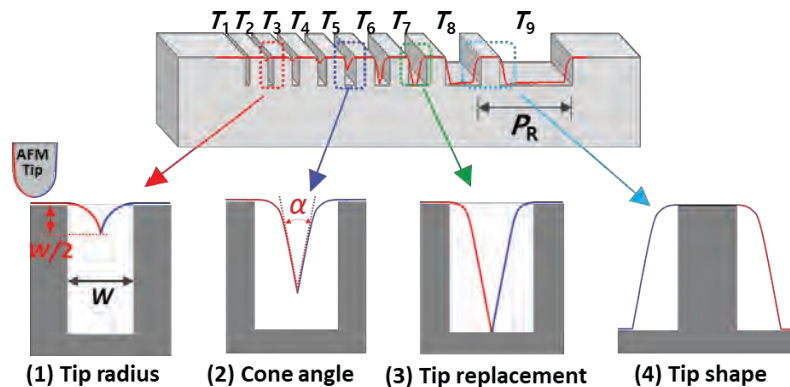 T1 T2 T3 T4 T5 T6 T7 T8 T9
PR
AFM
Tip
W/2
W
α
(1) Tip radius (2) Cone angle (3) Tip replacement (4) Tip shape